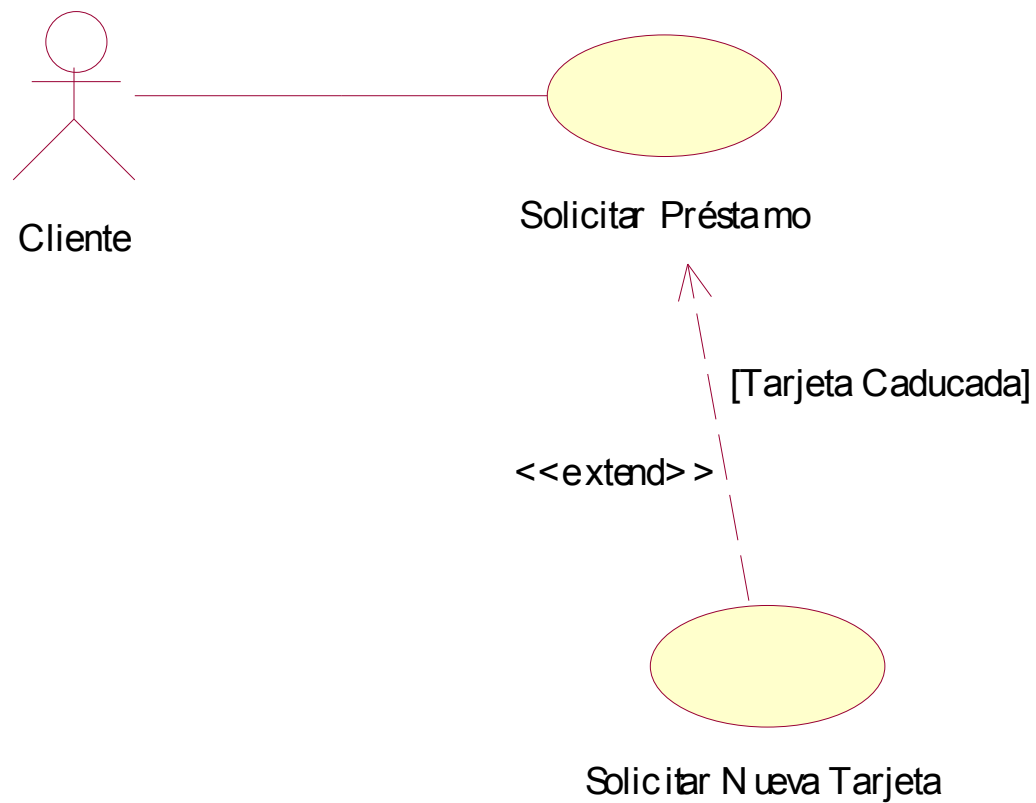 Solicitar Préstamo
Cliente
[Tarjeta Caducada]
<<extend>>
Solicitar Nueva Tarjeta